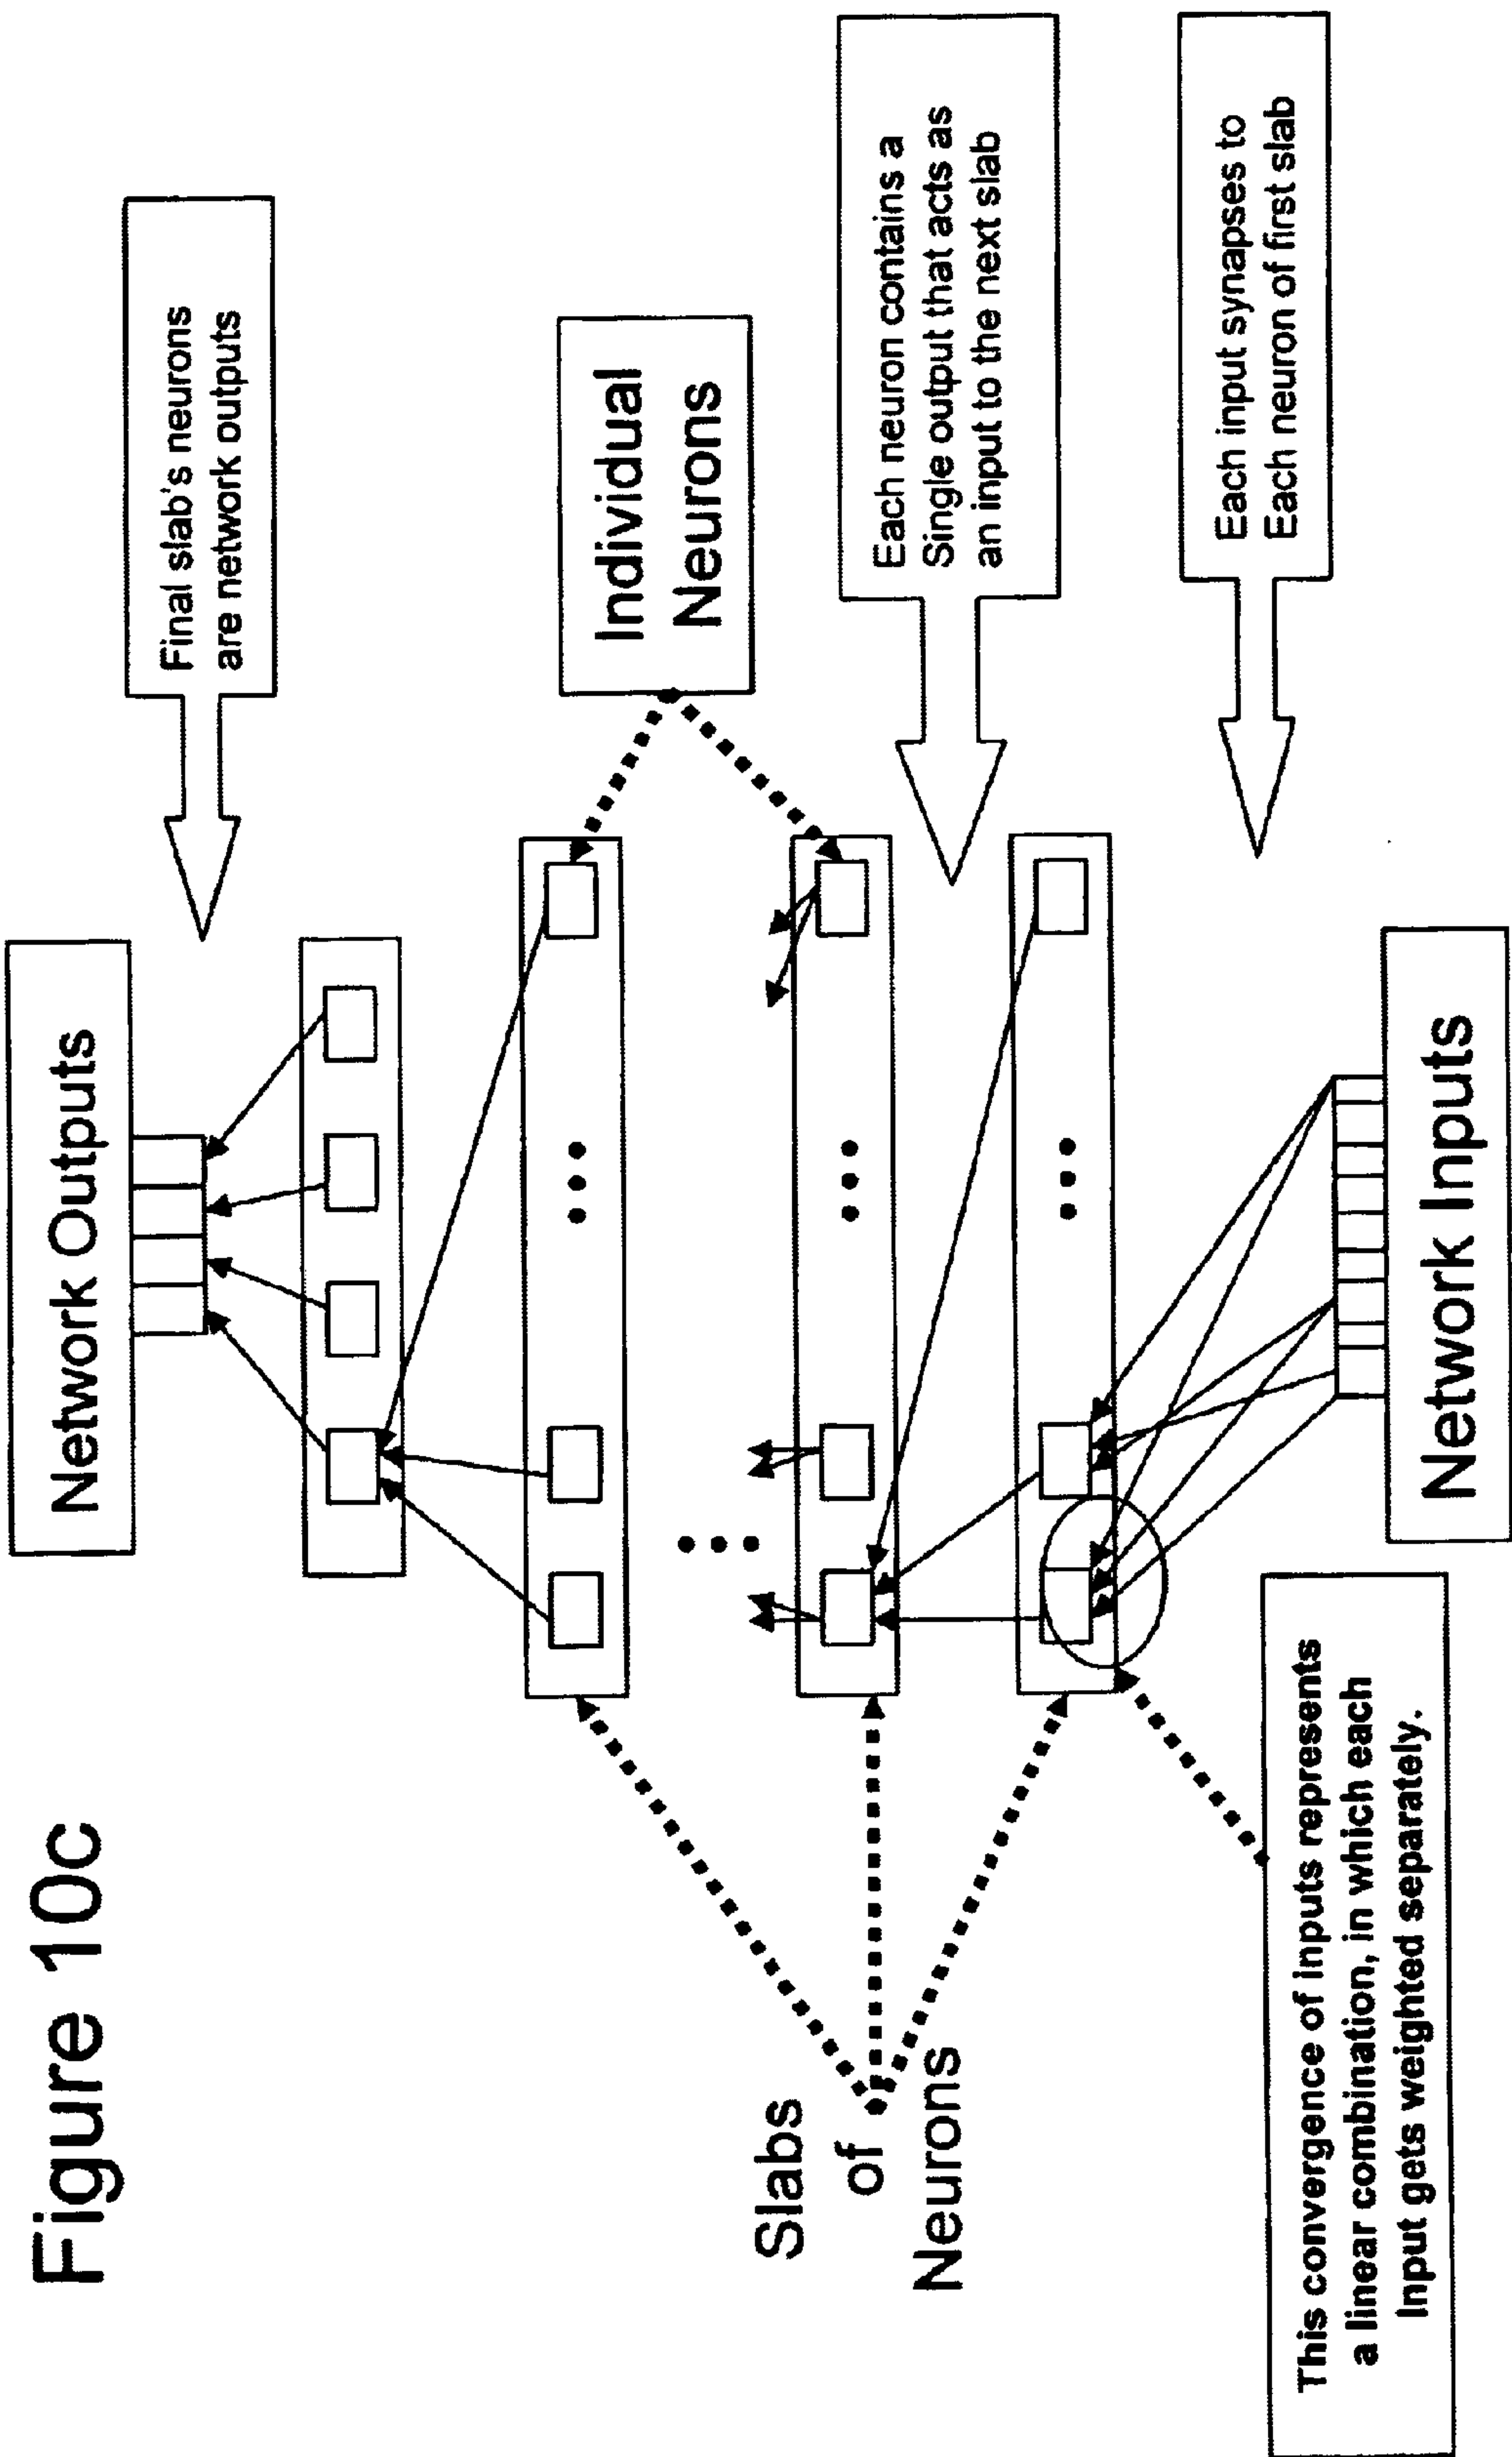 Figure 10c
Network Outputs
Final slab's neurons
are network outputs
Individual
Neurons
Slabs
of
Neurons
Each neuron contains a
Single output that acts as
an input to the next slab
Each input synapses to
Each neuron of first slab
This convergence of inputs represents
a linear combination, in which each
Input gets weighted separately.
Network Inputs